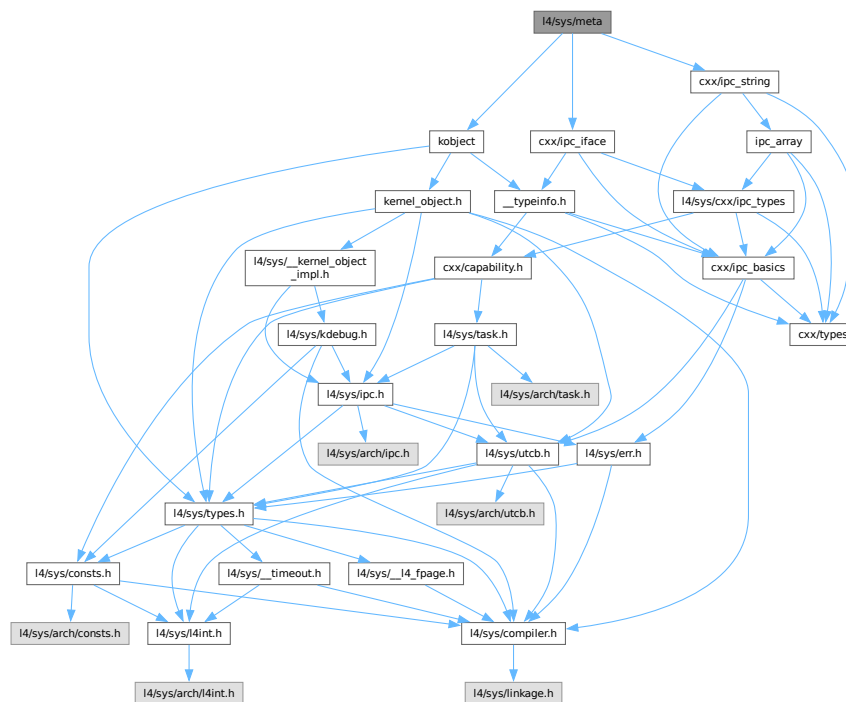 l4/sys/meta
cxx/ipc_string
kobject
cxx/ipc_iface
ipc_array
kernel_object.h
__typeinfo.h
l4/sys/cxx/ipc_types
l4/sys/__kernel_object
_impl.h
cxx/capability.h
cxx/ipc_basics
l4/sys/kdebug.h
l4/sys/task.h
cxx/types
l4/sys/ipc.h
l4/sys/arch/task.h
l4/sys/arch/ipc.h
l4/sys/utcb.h
l4/sys/err.h
l4/sys/types.h
l4/sys/arch/utcb.h
l4/sys/consts.h
l4/sys/__timeout.h
l4/sys/__l4_fpage.h
l4/sys/arch/consts.h
l4/sys/l4int.h
l4/sys/compiler.h
l4/sys/arch/l4int.h
l4/sys/linkage.h